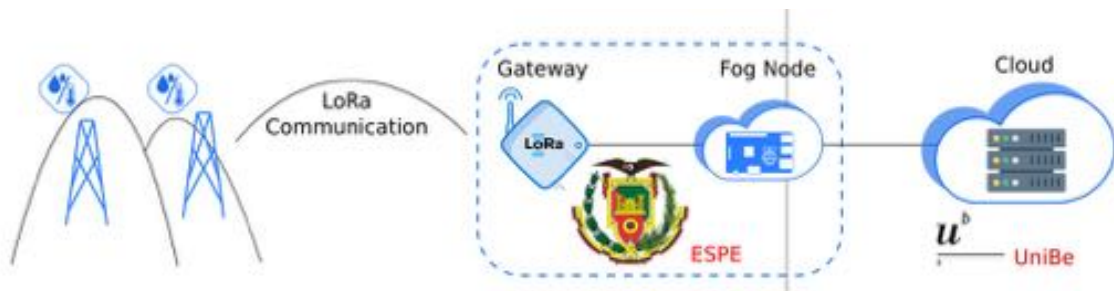 Gateway
Fog Node
Cloud
LoRa
Communication
LoRa
ESPE
u
b
UniBe